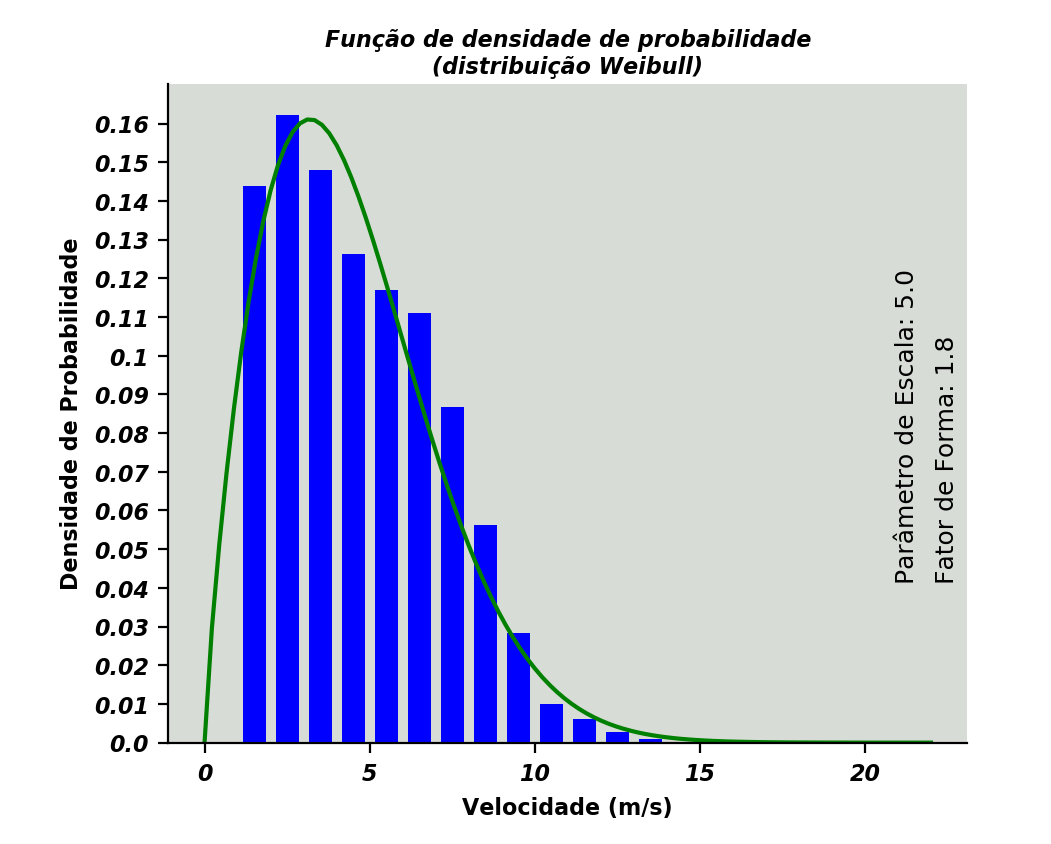 Função de densidade de probabilidade
(distribuição Weibull)
Densidade de Probabilidade
0.16
0.15
0.14
0.13
0.12
0.11
0.1
0.09
0.08
0.07
0.06
0.05
0.04
0.03
0.02
0.01
0.0
Parâmetro de Escala: 5.0
Fator de Forma: 1.8
0 5 10 15 20
Velocidade (m/s)